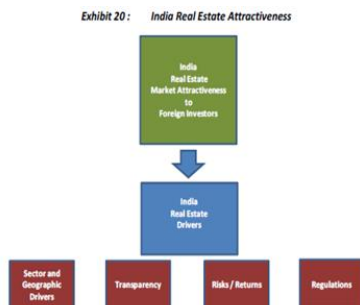 Exhibit 20 : India Real Estate Attractiveness
India
Real Estate
Market Attractiveness
to
Foreign Investors
India
Real Estate
Drivers
Sector and
Geographic
Drivers
Transparency
Risks / Returns
Regulations